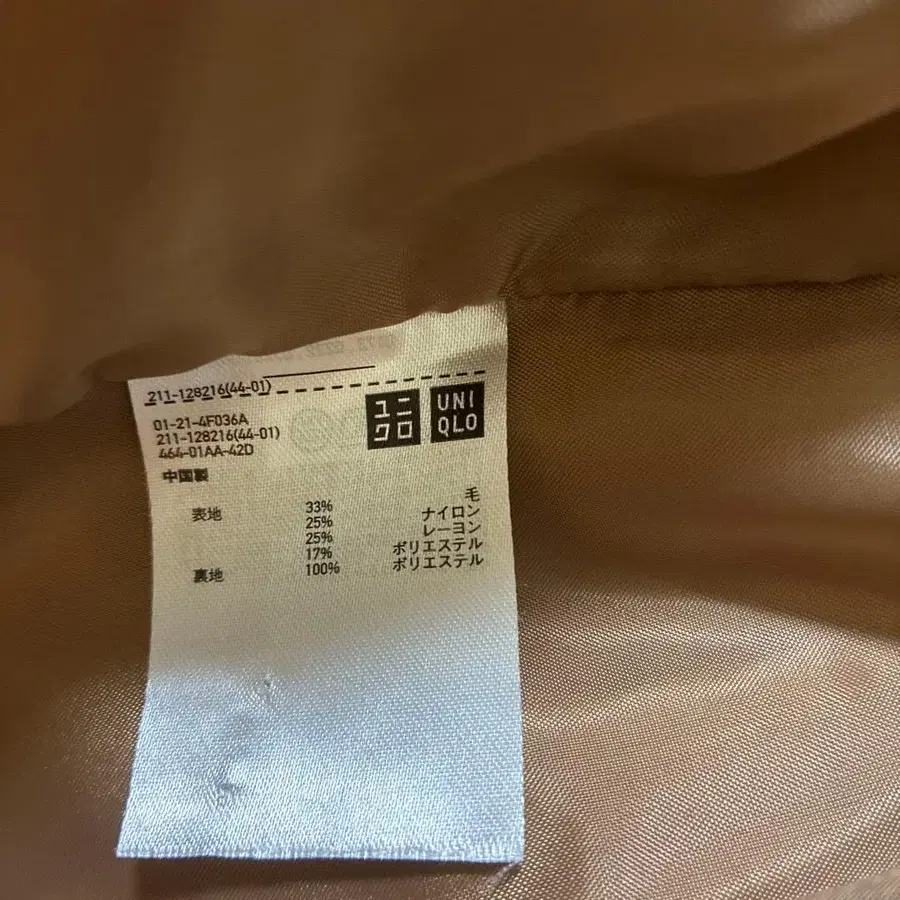 211-128216(44-01)
01-21-4F036A
211-128216(44-01)
464-01AA-42D
ユニ
クロ
UNI
QLO
中国製
表地 33% 毛
25% ナイロン
25% レーヨン
17% ポリエステル
裏地 100% ポリエステル